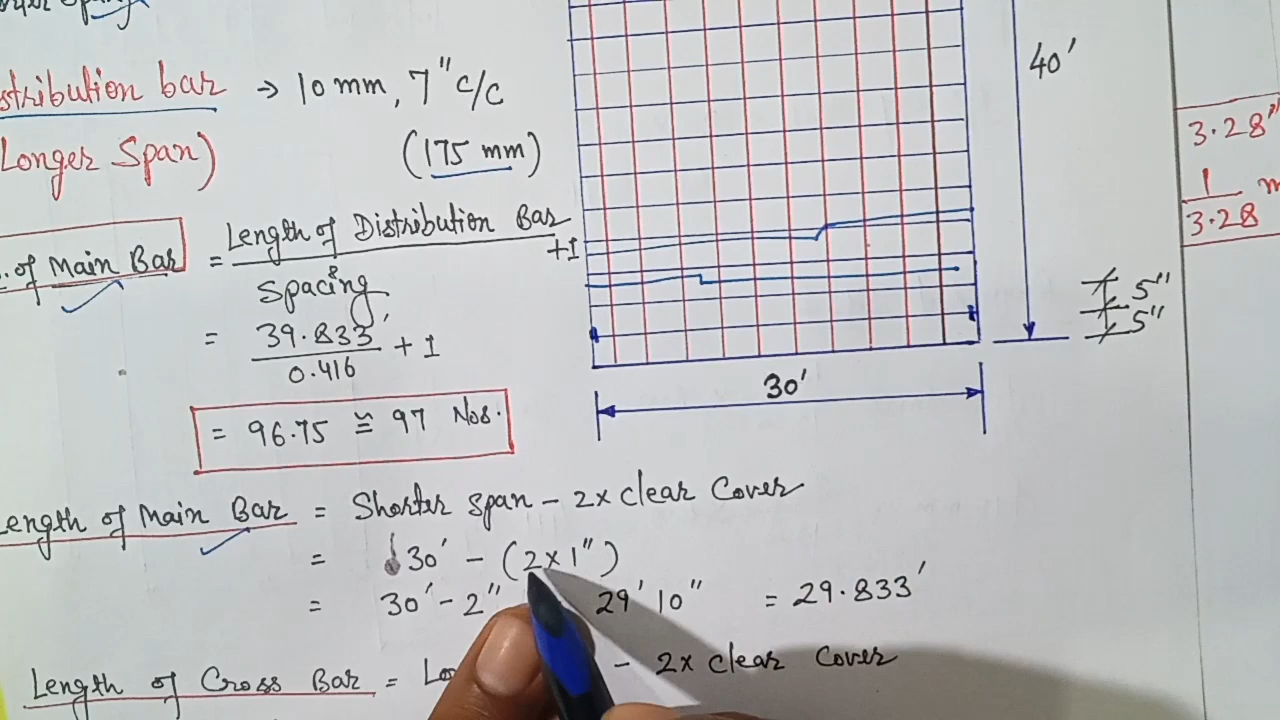 stribution bar → 10 mm, 7" c/c
Longer Span) (175 mm)
of Main Bar = Length of Distribution Bar / Spacing +1
= 39.833' / 0.416 + 1
= 96.75 ≅ 97 Nos.
40'
5"
5"
30'
3.28"
1 / 3.28 m
Length of Main Bar = Shorter Span - 2x clear Cover
= 30' - (2x1")
= 30'-2" 29' 10" = 29.833'
Length of Cross Bar = - 2x clear Cover